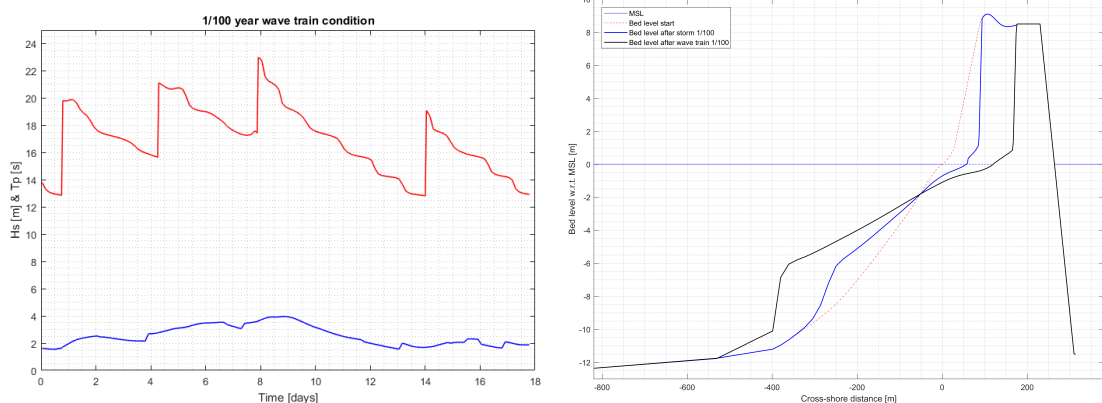 1/100 year wave train condition
Hs [m] & Tp [s]
24
22
20
18
16
14
12
10
8
6
4
2
0
0 2 4 6 8 10 12 14 16 18
Time [days]
MSL
Bed level start
Bed level after storm 1/100
Bed level after wave train 1/100
Bed level w.r.t. MSL [m]
10
8
6
4
2
0
-2
-4
-6
-8
-10
-12
-800 -600 -400 -200 0 200
Cross-shore distance [m]